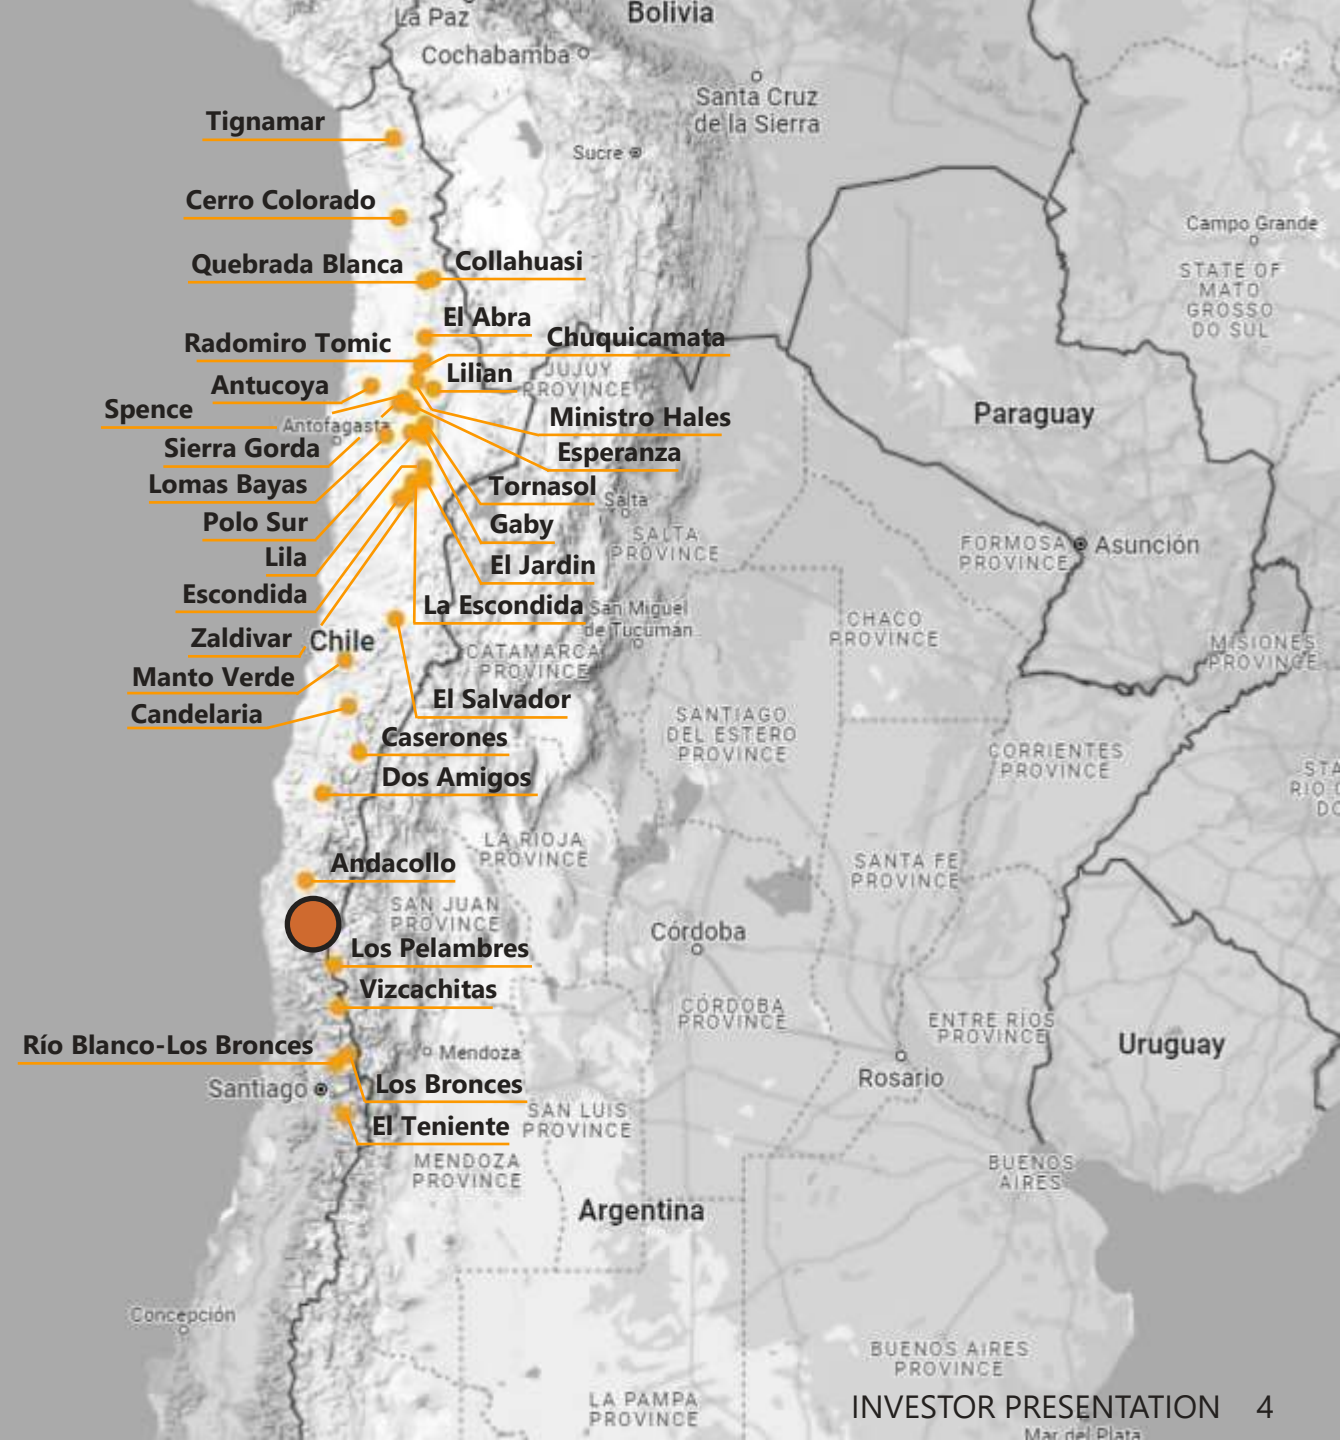 La Paz
Bolivia
Cochabamba
Santa Cruz
de la Sierra
Tignamar
Sucre
Cerro Colorado
Campo Grande
Quebrada Blanca
Collahuasi
STATE OF
MATO
GROSSO
DO SUL
El Abra
Radomiro Tomic
Chuquicamata
Lilian
JUJUY
PROVINCE
Antucoya
Spence
Antofagasta
Ministro Hales
Paraguay
Sierra Gorda
Esperanza
Lomas Bayas
Tornasol
Salta
Polo Sur
Gaby
SALTA
PROVINCE
FORMOSA
PROVINCE
Asunción
Lila
El Jardin
Escondida
La Escondida
San Miguel
de Tucumán
CHACO
PROVINCE
Zaldivar
Chile
CATAMARCA
PROVINCE
MISIONES
PROVINCE
Manto Verde
El Salvador
Candelaria
SANTIAGO
DEL ESTERO
PROVINCE
Caserones
CORRIENTES
PROVINCE
Dos Amigos
STA
RIO
DO
LA RIOJA
PROVINCE
Andacollo
SANTA FE
PROVINCE
SAN JUAN
PROVINCE
Córdoba
Los Pelambres
Vizcachitas
CÓRDOBA
PROVINCE
ENTRE RÍOS
PROVINCE
Río Blanco-Los Bronces
Mendoza
Uruguay
Santiago
Los Bronces
Rosario
El Teniente
SAN LUIS
PROVINCE
MENDOZA
PROVINCE
BUENOS
AIRES
Argentina
Concepción
BUENOS AIRES
PROVINCE
LA PAMPA
PROVINCE
INVESTOR PRESENTATION 4
Mar del Plata